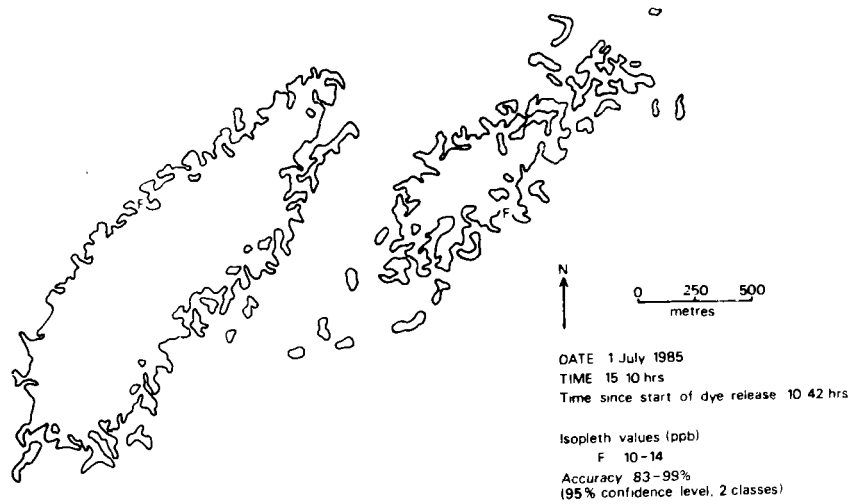 F
F
N
0 250 500
metres
DATE 1 July 1985
TIME 15 10 hrs
Time since start of dye release 10 42 hrs
Isopleth values (ppb)
F 10-14
Accuracy 83-99%
(95% confidence level, 2 classes)